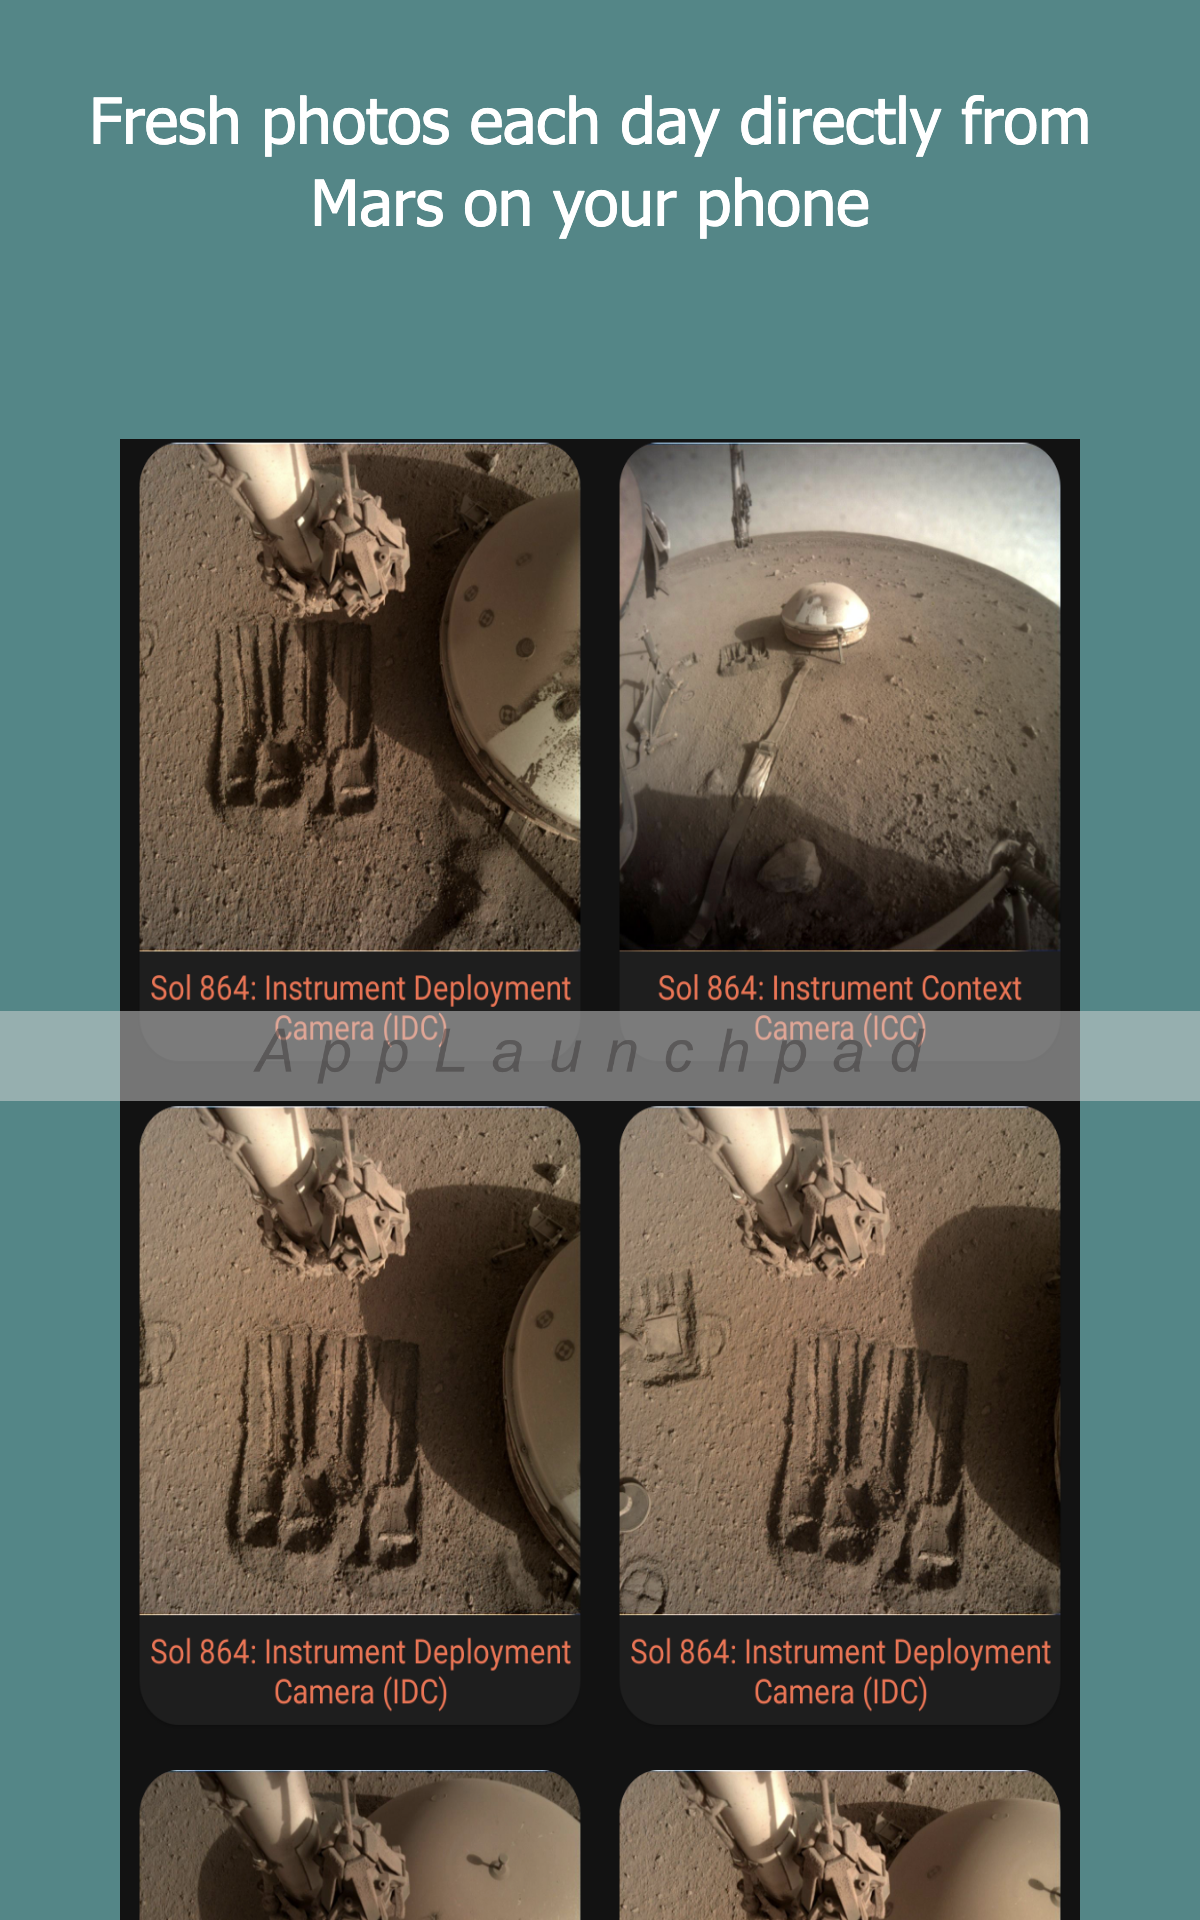 Fresh photos each day directly from
Mars on your phone
Sol 864: Instrument Deployment
Camera (IDC)
Sol 864: Instrument Context
Camera (ICC)
AppLaunchpad
Sol 864: Instrument Deployment
Camera (IDC)
Sol 864: Instrument Deployment
Camera (IDC)